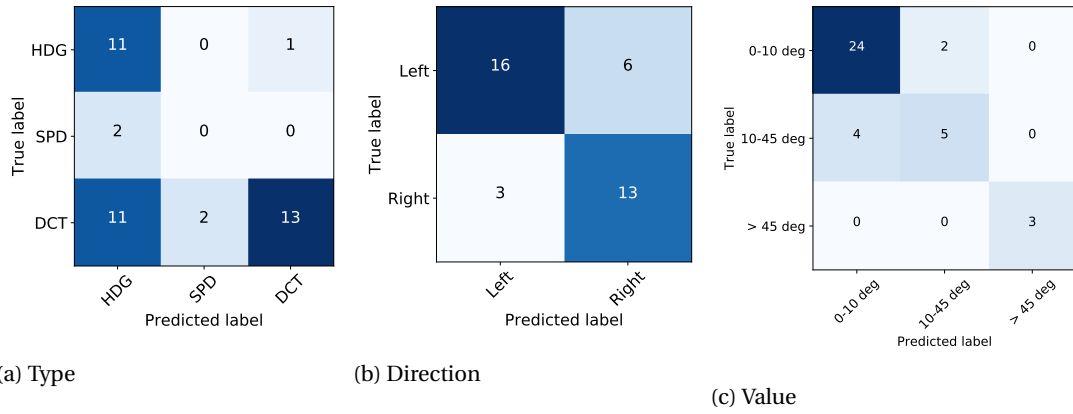 HDG
SPD
DCT
True label
11 0 1
2 0 0
11 2 13
HDG SPD DCT
Predicted label
(a) Type
Left
Right
True label
16 6
3 13
Left Right
Predicted label
(b) Direction
0-10 deg
10-45 deg
> 45 deg
True label
24 2 0
4 5 0
0 0 3
0-10 deg 10-45 deg > 45 deg
Predicted label
(c) Value